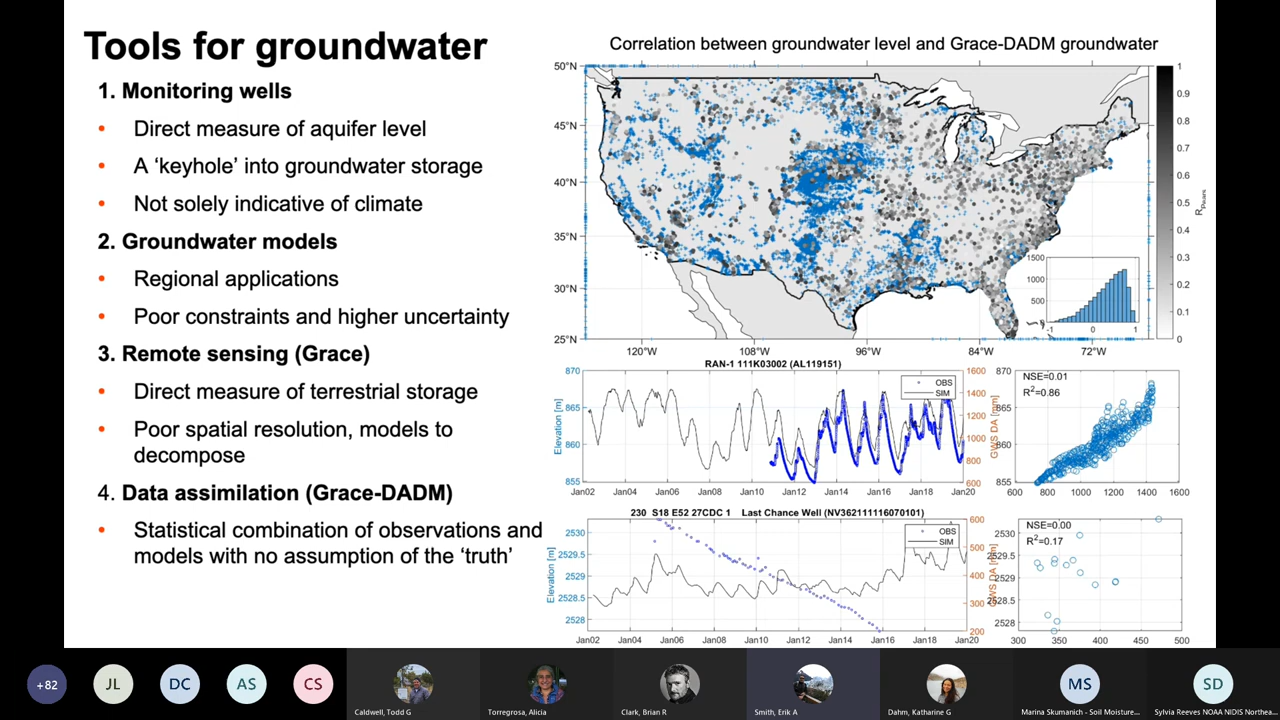 Tools for groundwater
1. Monitoring wells
• Direct measure of aquifer level
• A ‘keyhole’ into groundwater storage
• Not solely indicative of climate
2. Groundwater models
• Regional applications
• Poor constraints and higher uncertainty
3. Remote sensing (Grace)
• Direct measure of terrestrial storage
• Poor spatial resolution, models to
decompose
4. Data assimilation (Grace-DADM)
• Statistical combination of observations and
models with no assumption of the ‘truth’
Correlation between groundwater level and Grace-DADM groundwater
50°N
45°N
40°N
35°N
30°N
25°N
120°W 108°W 96°W 84°W 72°W
1
0.9
0.8
0.7
0.6
0.5
0.4
0.3
0.2
0.1
0
1500
1000
500
0
-1 0 1
RAN-1 111K03002 (AL119151)
870
865
860
855
Elevation [m]
OBS
SIM
1600
1400
1200
1000
800
600
GWS DA [mm]
Jan02 Jan04 Jan06 Jan08 Jan10 Jan12 Jan14 Jan16 Jan18 Jan20
NSE=0.01
R²=0.86
870
865
860
855
600 800 1000 1200 1400 1600
230 S18 E52 27CDC 1 Last Chance Well (NV362111116070101)
2530
2529.5
2529
2528.5
2528
Elevation [m]
OBS
SIM
600
500
400
300
200
GWS DA [mm]
Jan02 Jan04 Jan06 Jan08 Jan10 Jan12 Jan14 Jan16 Jan18 Jan20
NSE=0.00
R²=0.17
2530
2529.5
2529
2528.5
2528
300 350 400 450 500
+82
JL
DC
AS
CS
Caldwell, Todd G
Torregrosa, Alicia
Clark, Brian R
Smith, Erik A
Dahm, Katharine G
MS
Marina Skumanich - Soil Moisture...
SD
Sylvia Reeves NOAA NIDIS Northea...